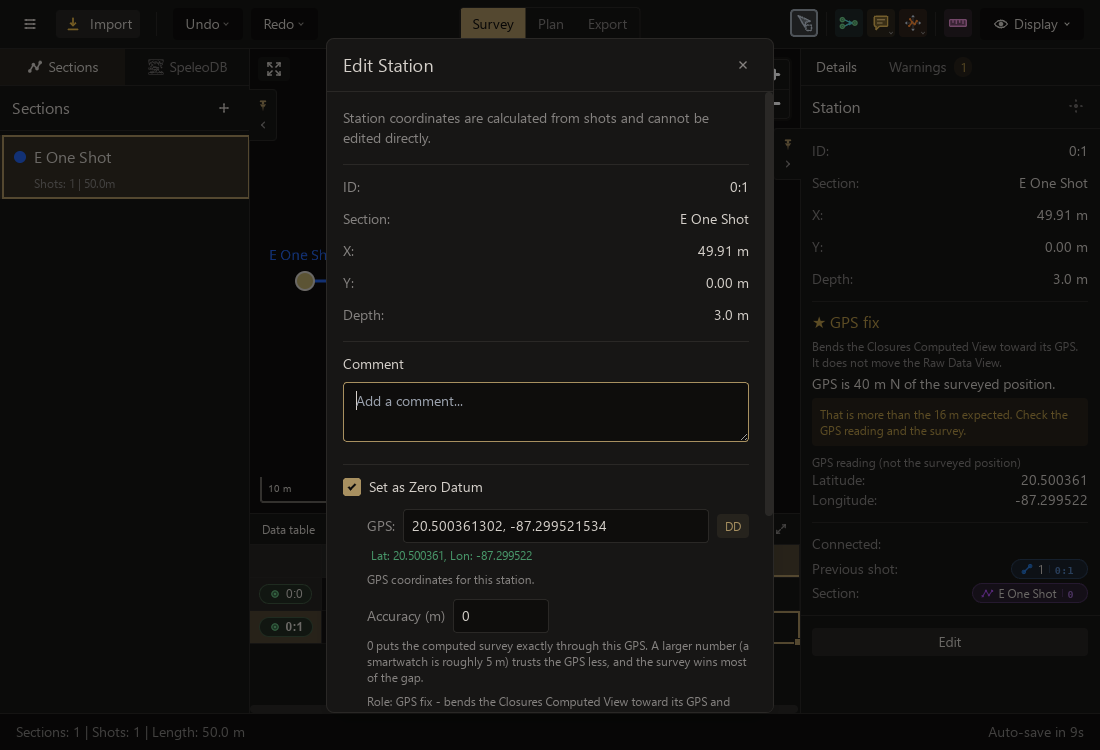 Import
Undo
Redo
Survey
Plan
Export
Display
Sections
SpeleoDB
Sections
E One Shot
Shots: 1 | 50.0m
E One Sh
10 m
Data table
0:0
0:1
Edit Station
Station coordinates are calculated from shots and cannot be
edited directly.
ID:
0:1
Section:
E One Shot
X:
49.91 m
Y:
0.00 m
Depth:
3.0 m
Comment
Add a comment...
Set as Zero Datum
GPS:
20.500361302, -87.299521534
DD
Lat: 20.500361, Lon: -87.299522
GPS coordinates for this station.
Accuracy (m)
0
0 puts the computed survey exactly through this GPS. A larger number (a
smartwatch is roughly 5 m) trusts the GPS less, and the survey wins most
of the gap.
Role: GPS fix - bends the Closures Computed View toward its GPS and
Details
Warnings
1
Station
ID:
0:1
Section:
E One Shot
X:
49.91 m
Y:
0.00 m
Depth:
3.0 m
★ GPS fix
Bends the Closures Computed View toward its GPS.
It does not move the Raw Data View.
GPS is 40 m N of the surveyed position.
That is more than the 16 m expected. Check the
GPS reading and the survey.
GPS reading (not the surveyed position)
Latitude:
20.500361
Longitude:
-87.299522
Connected:
Previous shot:
1
0:1
Section:
E One Shot
0
Edit
Sections: 1 | Shots: 1 | Length: 50.0 m
Auto-save in 9s